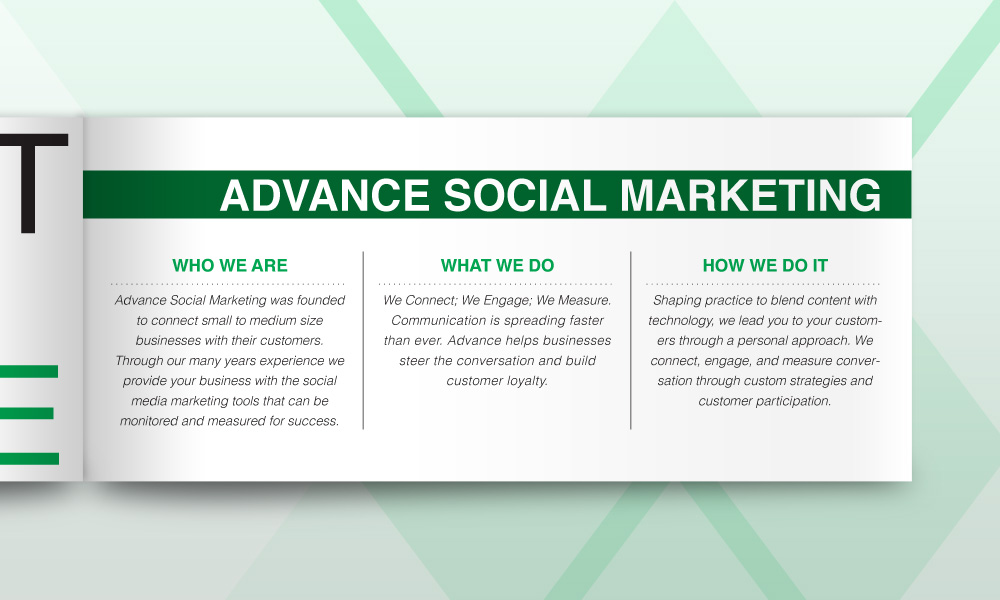 T
E
ADVANCE SOCIAL MARKETING
WHO WE ARE
Advance Social Marketing was founded
to connect small to medium size
businesses with their customers.
Through our many years experience we
provide your business with the social
media marketing tools that can be
monitored and measured for success.
WHAT WE DO
We Connect; We Engage; We Measure.
Communication is spreading faster
than ever. Advance helps businesses
steer the conversation and build
customer loyalty.
HOW WE DO IT
Shaping practice to blend content with
technology, we lead you to your custom-
ers through a personal approach. We
connect, engage, and measure conver-
sation through custom strategies and
customer participation.